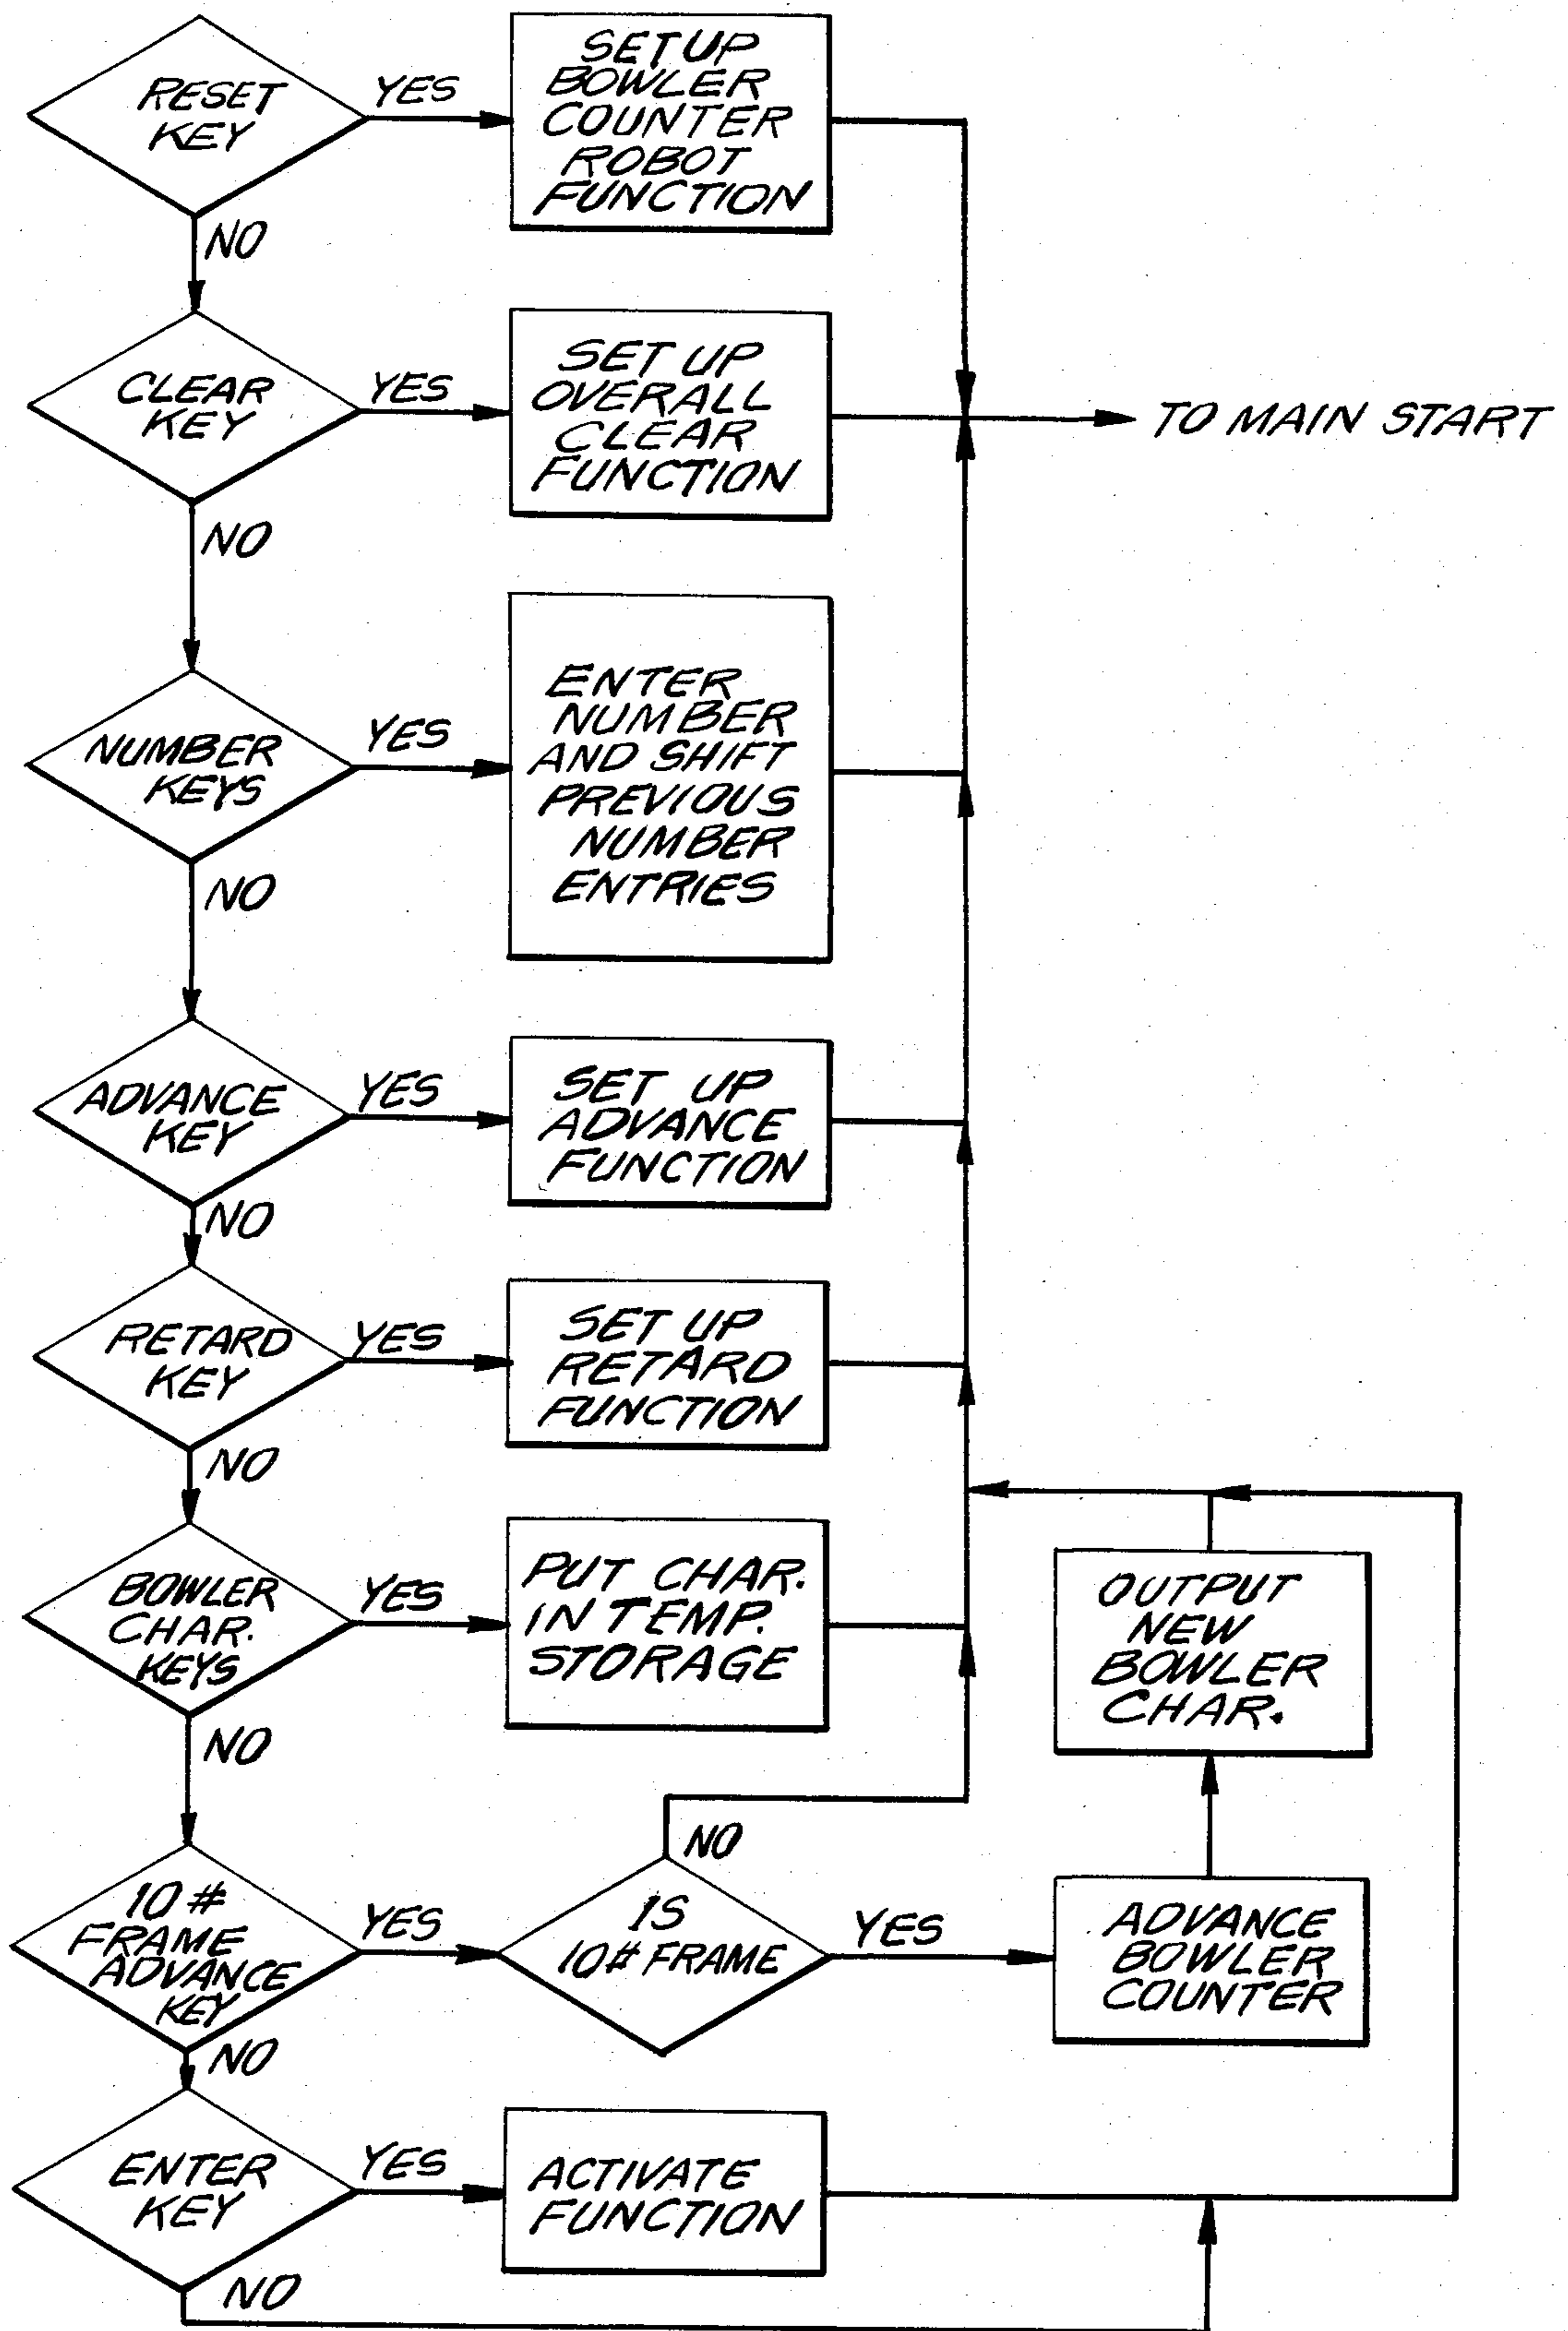 RESET
KEY
YES
SETUP
BOWLER
COUNTER
ROBOT
FUNCTION
NO
CLEAR
KEY
YES
SET UP
OVERALL
CLEAR
FUNCTION
TO MAIN START
NO
NUMBER
KEYS
YES
ENTER
NUMBER
AND SHIFT
PREVIOUS
NUMBER
ENTRIES
NO
ADVANCE
KEY
YES
SET UP
ADVANCE
FUNCTION
NO
RETARD
KEY
YES
SET UP
RETARD
FUNCTION
NO
BOWLER
CHAR.
KEYS
YES
PUT CHAR.
IN TEMP.
STORAGE
OUTPUT
NEW
BOWLER
CHAR.
NO
10#
FRAME
ADVANCE
KEY
YES
IS
10# FRAME
NO
YES
ADVANCE
BOWLER
COUNTER
NO
ENTER
KEY
YES
ACTIVATE
FUNCTION
NO